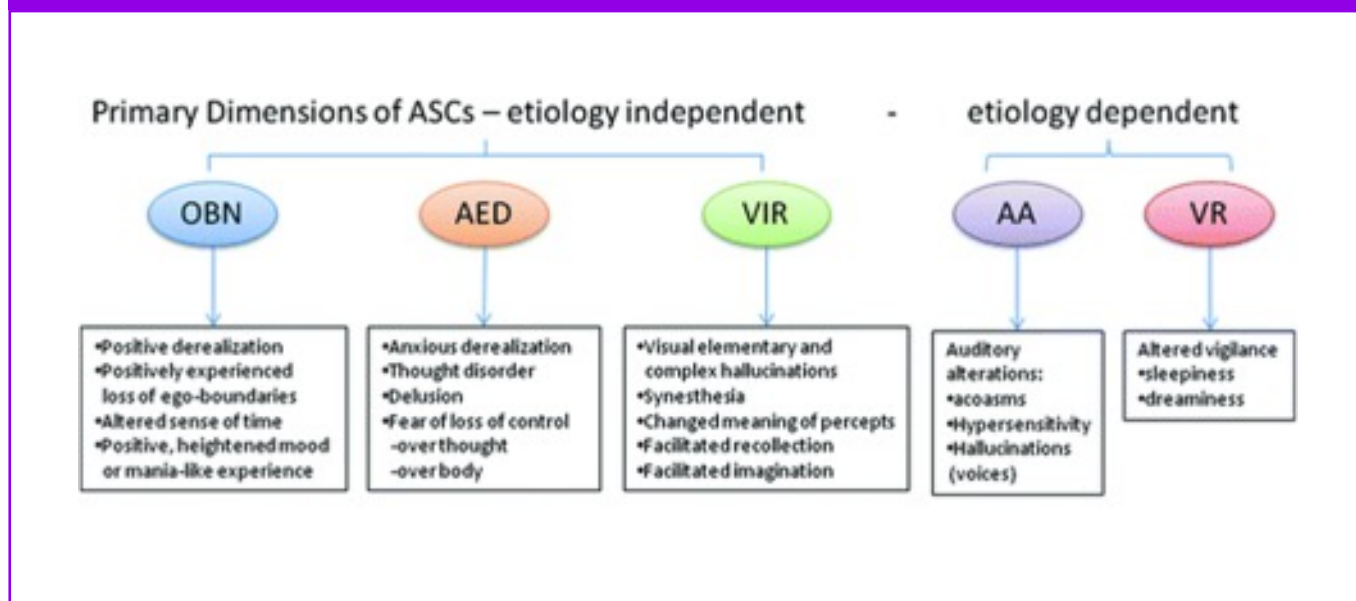 Primary Dimensions of ASCs – etiology independent - etiology dependent
OBN
AED
VIR
AA
VR
•Positive derealization
•Positively experienced
loss of ego-boundaries
•Altered sense of time
•Positive, heightened mood
or mania-like experience
•Anxious derealization
•Thought disorder
•Delusion
•Fear of loss of control
-over thought
-over body
•Visual elementary and
complex hallucinations
•Synesthesia
•Changed meaning of percepts
•Facilitated recollection
•Facilitated imagination
Auditory
alterations:
•acoasms
•Hypersensitivity
•Hallucinations
(voices)
Altered vigilance
•sleepiness
•dreaminess